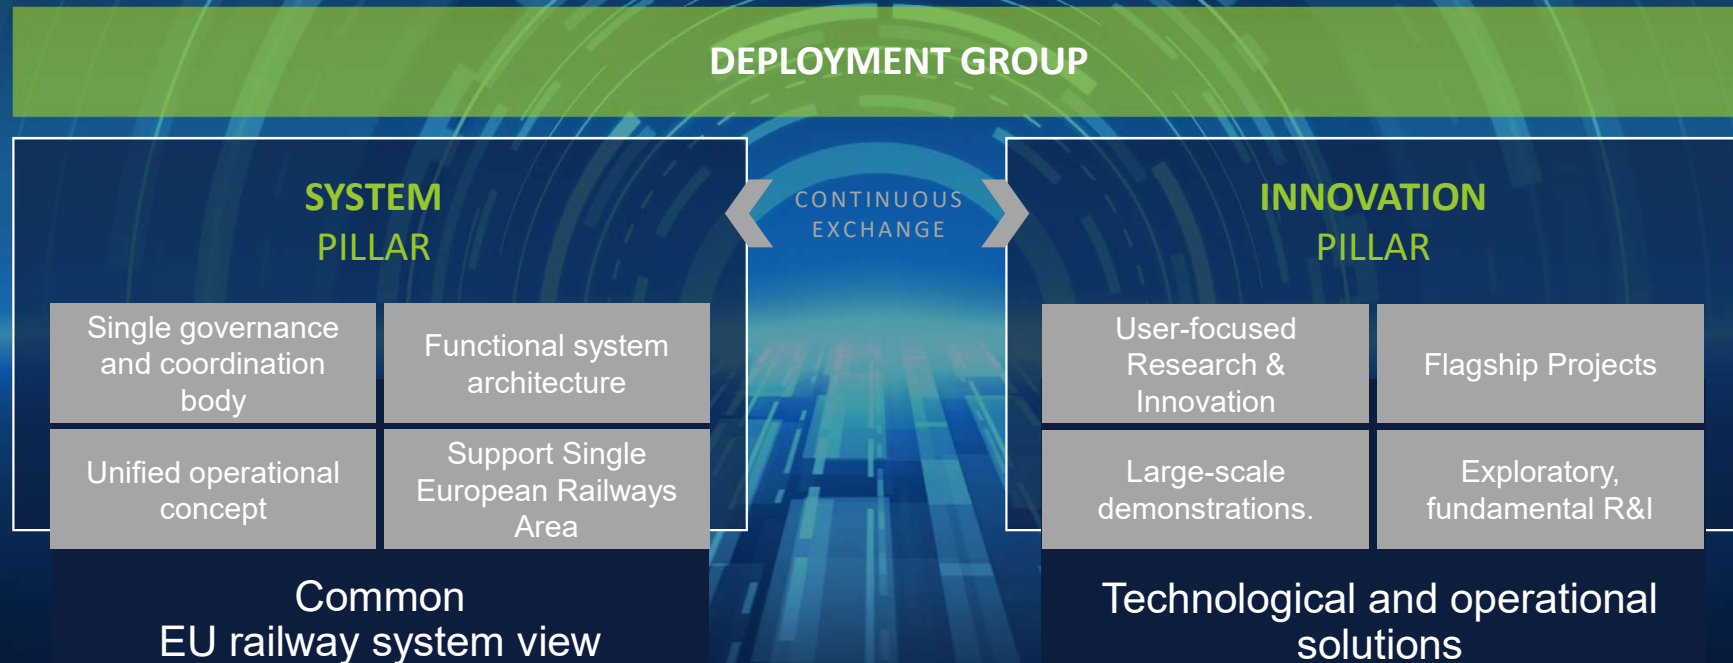 DEPLOYMENT GROUP
SYSTEM
PILLAR
Single governance
and coordination
body
Functional system
architecture
Unified operational
concept
Support Single
European Railways
Area
Common
EU railway system view
CONTINUOUS
EXCHANGE
INNOVATION
PILLAR
User-focused
Research &
Innovation
Flagship Projects
Large-scale
demonstrations.
Exploratory,
fundamental R&I
Technological and operational
solutions